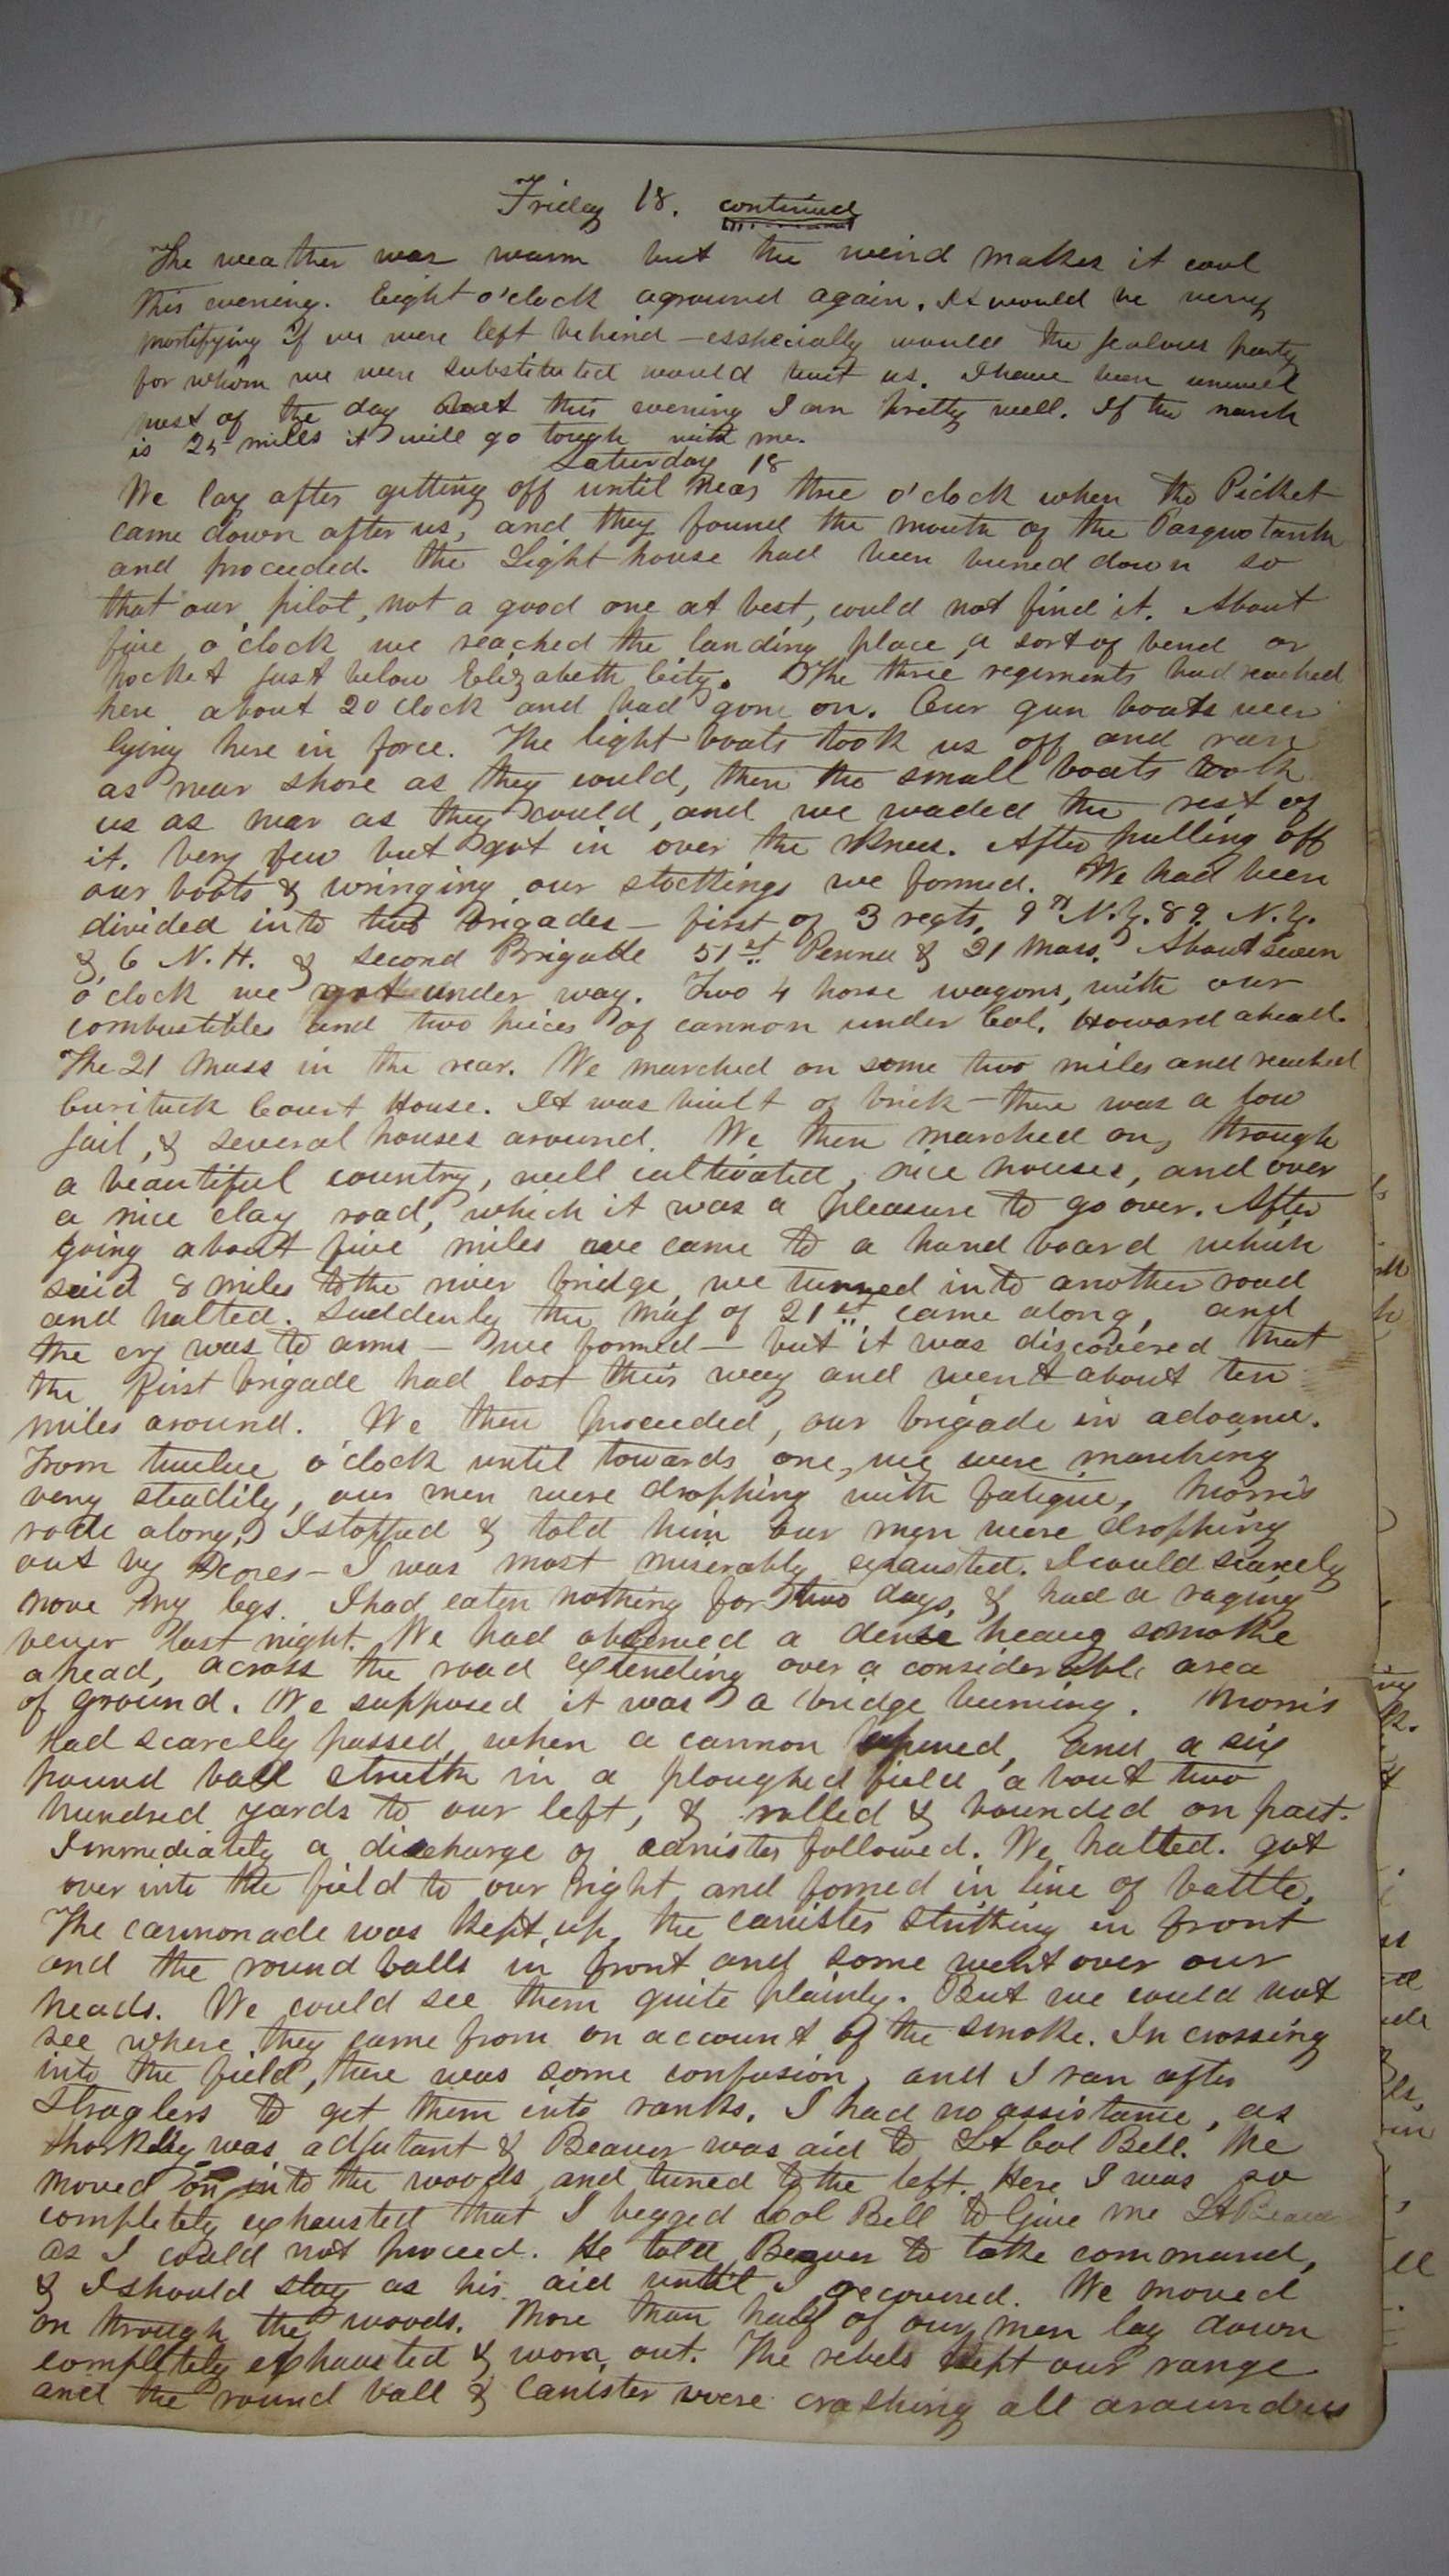 Friday 18. continued
The weather was warm but the wind makes it cool
this evening. Eight o'clock aground again. It would be very
mortifying if we were left behind – esspecially would the jealous party
for whom we were substituted would hurt us. I have been unwell
most of the day but this evening I am pretty well. If the march
is 25 miles it will go tough with me.
Saturday 18
We lay after getting off until near three o'clock when the Picket
came down after us, and they found the mouth of the Pasquotank
and proceeded. The Light house had been burned down so
that our pilot, not a good one at best, could not find it. About
five o'clock we reached the landing place, a sort of bend or
pocket just below Elizabeth City. The three regiments had reached
here about 2 o clock and had gone on. Our gun boats were
lying here in force. The light boats took us off and ran
as near shore as they could, then the small boats took
us as near as they could, and we waded the rest of
it. Very few but got in over the knees. After pulling off
our boots & wringing our stockings we formed. We had been
divided into two brigades – first of 3 regts, 9th N.Y. 89. N.Y.
& 6 N.H. & second Brigade 51st Penna & 21 Mass. About seven
o'clock we got under way. Two 4 horse wagons, with our
combustibles and two pieces of cannon under Col. Howard ahead.
The 21 Mass in the rear. We marched on some two miles and reached
Curituck Court House. It was built of brick – there was a low
jail, & several houses around. We then marched on, through
a beautiful country, well cultivated, nice houses, and over
a nice clay road, which it was a pleasure to go over. After
going about five miles we came to a hand board which
said 8 miles to the river bridge, we turned into another road
and halted. Suddenly the Maj of 21st came along, and
the cry was to arms – we formed – but it was discovered that
the first brigade had lost their way and went about ten
miles around. We then proceeded, our brigade in advance.
From twelve o'clock until towards one, we were marching
very steadily, our men were dropping with fatigue, Morris
rode along, I stopped & told him our men were dropping
out by scores – I was most miserably exhausted. I could scarcely
move my legs. I had eaten nothing for two days, & had a raging
fever last night. We had observed a dense heavy smoke
ahead, across the road extending over a considerable area
of ground. We supposed it was a bridge burning. Morris
had scarcelly passed, when a cannon opened, and a six
pound ball struck in a ploughed field about two
hundred yards to our left, & rolled & bounded on past.
Immediately a discharge of canister followed. We halted. got
over into the field to our right and formed in line of battle.
The cannonade was kept up, the canister striking in front
and the round balls in front and some went over our
heads. We could see them quite plainly. But we could not
see where they came from on account of the smoke. In crossing
into the field, there was some confusion, and I ran after
straglers to get them into ranks. I had no assistance, as
Shorkley was adjutant & Beaver was aid to Lt Col Bell. We
moved on into the woods and turned to the left. Here I was so
completely exhausted that I begged Col Bell to give me Lt Beaver
as I could not proceed. He told Beaver to take command,
& I should stay as his aid until I recovered. We moved
on through the woods. More than half of our men lay down
completely exhausted & worn out. The rebels kept our range
and the round ball & canister were crashing all around us